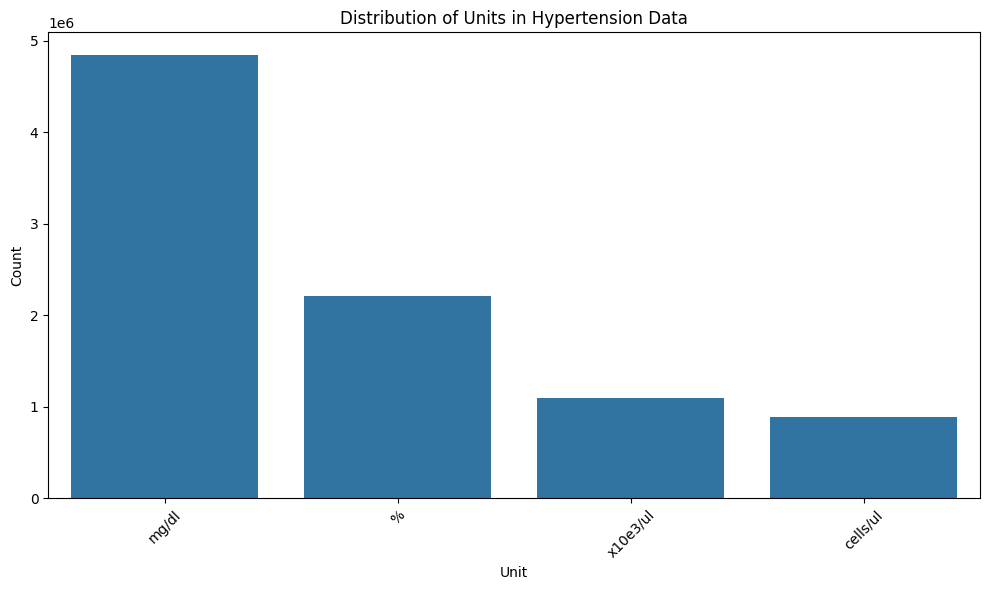 Distribution of Units in Hypertension Data
1e6
5
4
3
2
1
0
Count
mg/dl
%
x10e3/ul
cells/ul
Unit